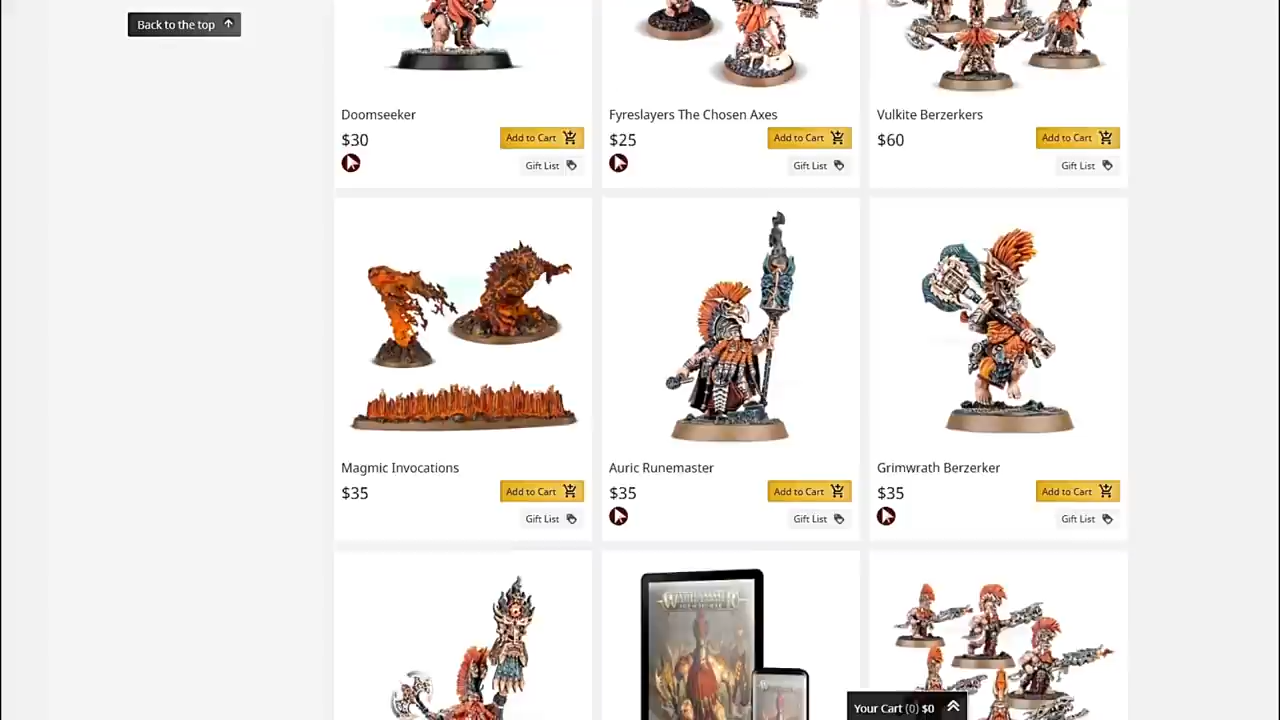 Back to the top
Doomseeker
$30
Add to Cart
Gift List
Fyreslayers The Chosen Axes
$25
Add to Cart
Gift List
Vulkite Berzerkers
$60
Add to Cart
Gift List
Magmic Invocations
$35
Add to Cart
Gift List
Auric Runemaster
$35
Add to Cart
Gift List
Grimwrath Berzerker
$35
Add to Cart
Gift List
WARHAMMER
Your Cart (0) $0